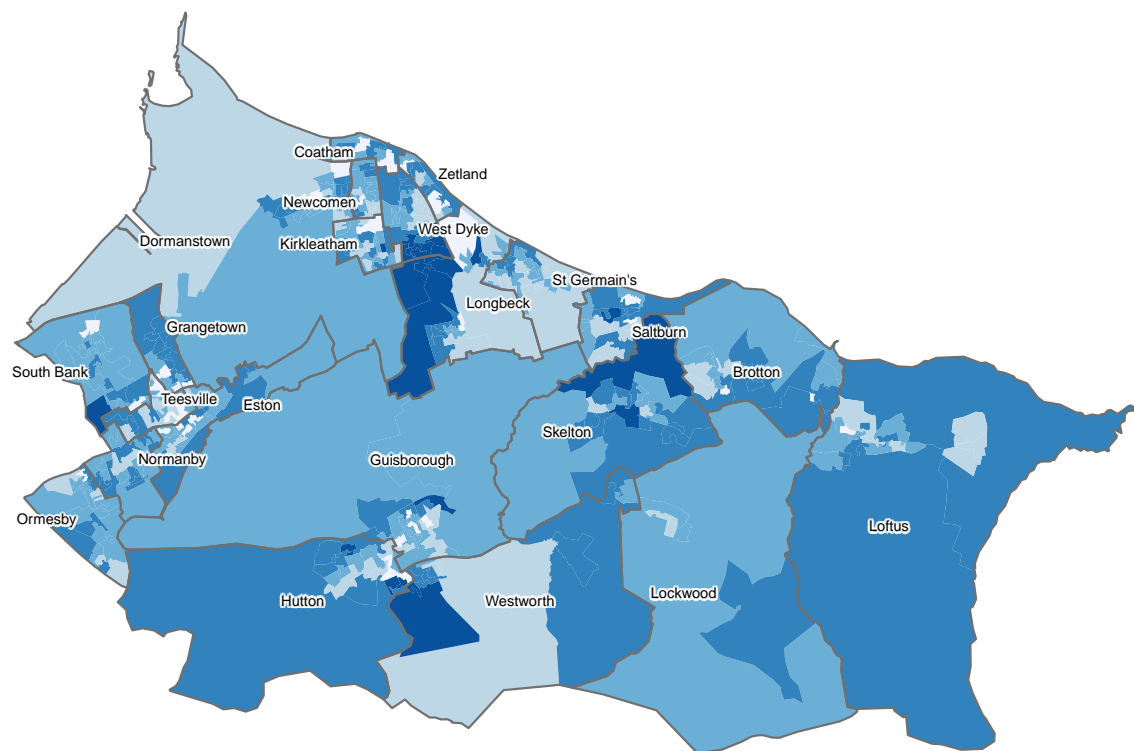 Coatham
Zetland
Newcomen
West Dyke
Dormanstown
Kirkleatham
St Germain's
Longbeck
Grangetown
Saltburn
South Bank
Brotton
Teesville
Eston
Skelton
Normanby
Guisborough
Ormesby
Loftus
Hutton
Westworth
Lockwood